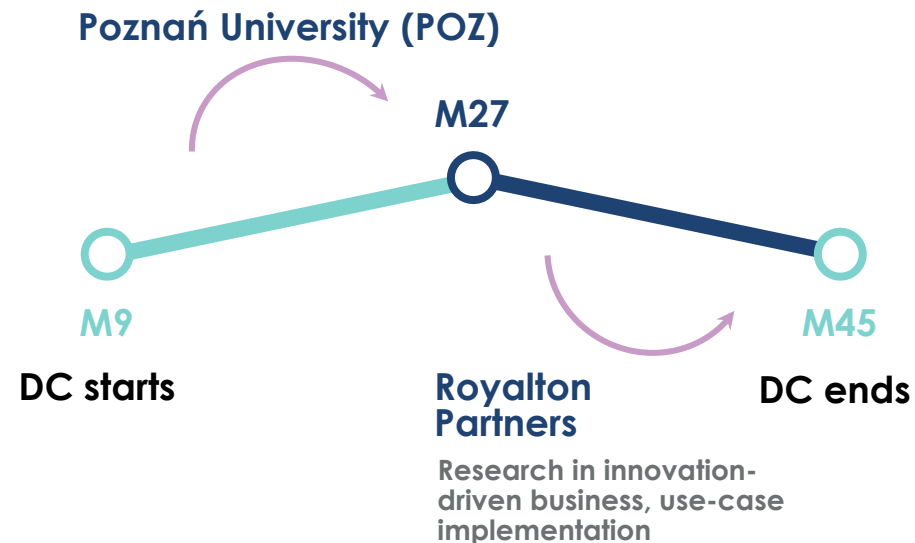 Poznań University (POZ)
M27
M9
M45
DC starts
Royalton
Partners
DC ends
Research in innovation-
driven business, use-case
implementation